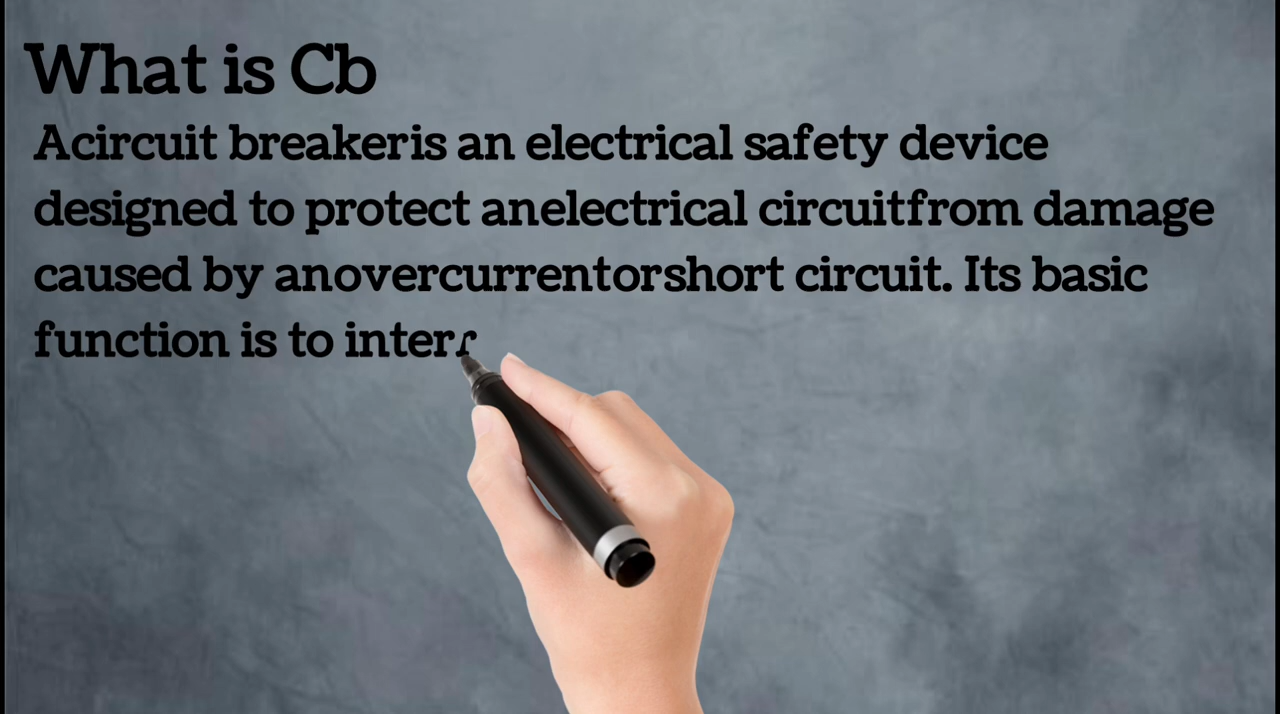 What is Cb
Acircuit breakeris an electrical safety device
designed to protect anelectrical circuitfrom damage
caused by anovercurrentorshort circuit. Its basic
function is to interr